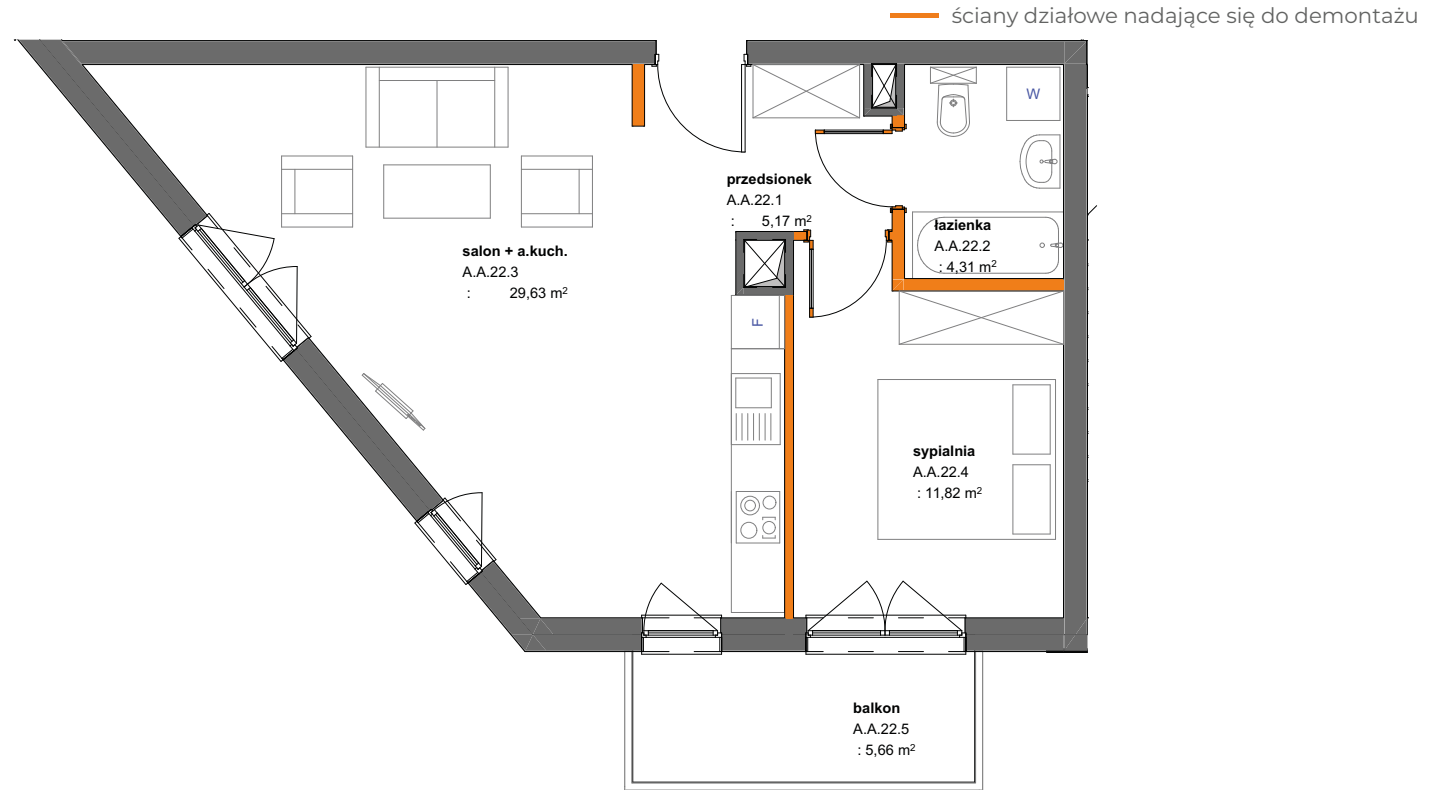 ściany działowe nadające się do demontażu
W
przedsionek
A.A.22.1
: 5,17 m²
łazienka
A.A.22.2
: 4,31 m²
salon + a.kuch.
A.A.22.3
: 29,63 m²
F
sypialnia
A.A.22.4
: 11,82 m²
balkon
A.A.22.5
: 5,66 m²